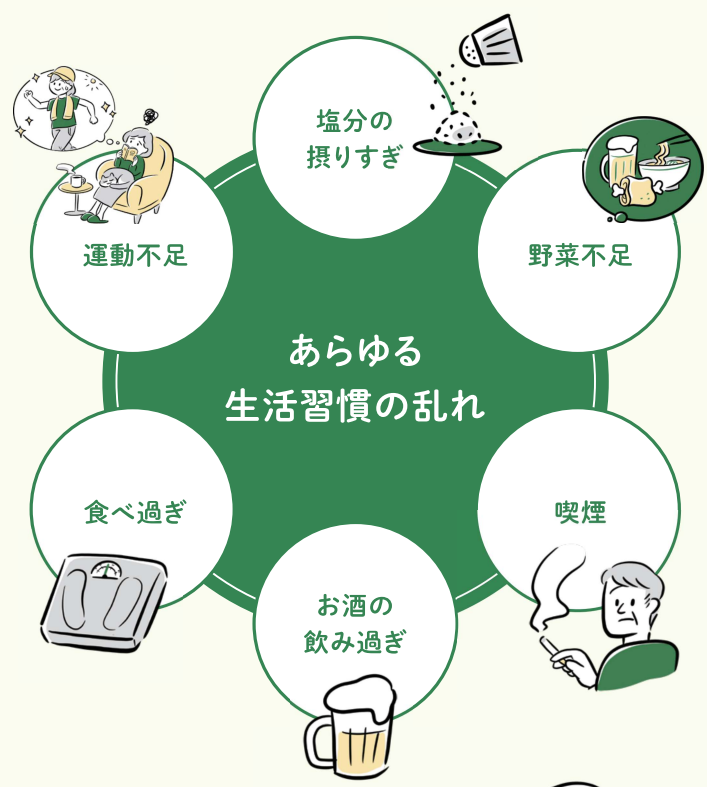 塩分の
摂りすぎ
運動不足
野菜不足
あらゆる
生活習慣の乱れ
食べ過ぎ
喫煙
お酒の
飲み過ぎ